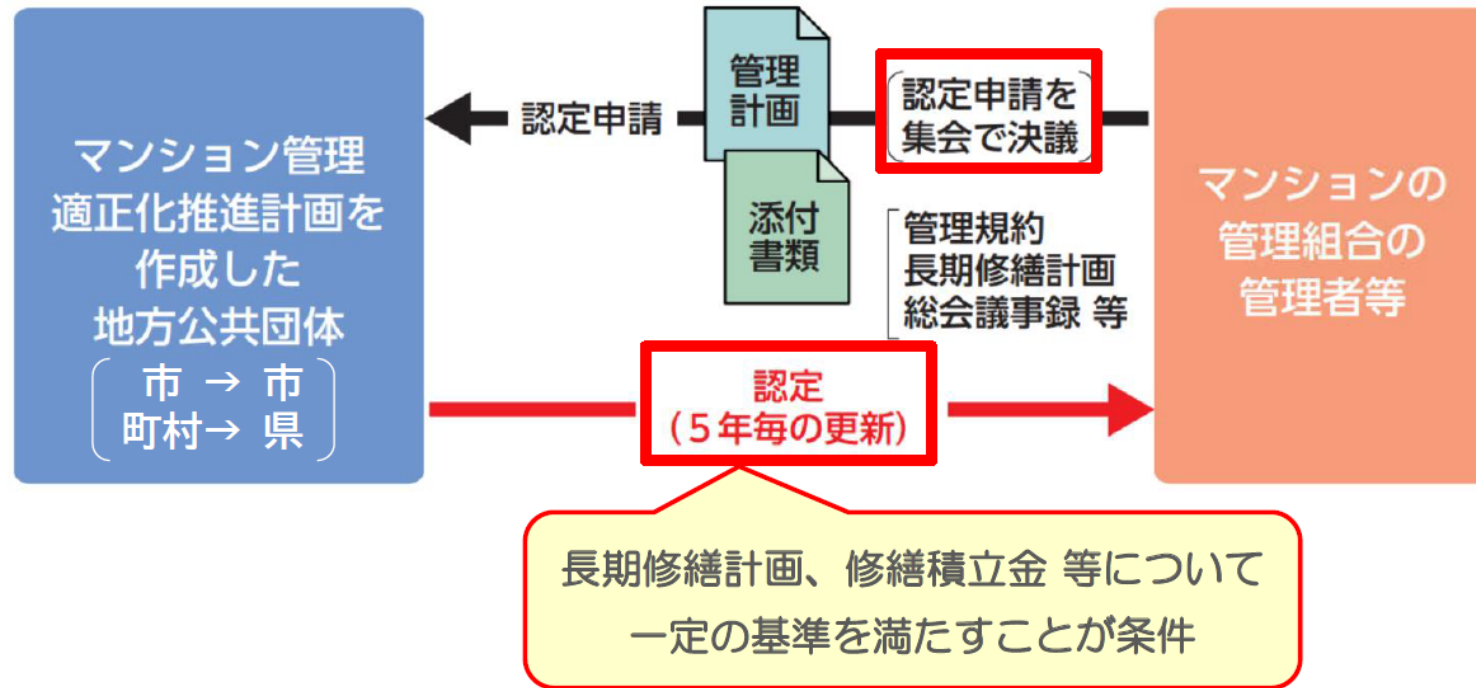 マンション管理
適正化推進計画を
作成した
地方公共団体
市 → 市
町村→ 県
認定申請
管理
計画
添付
書類
認定申請を
集会で決議
管理規約
長期修繕計画
総会議事録 等
マンションの
管理組合の
管理者等
認定
(5年毎の更新)
長期修繕計画、修繕積立金 等について
一定の基準を満たすことが条件